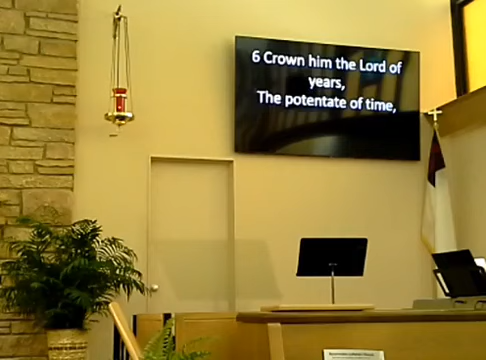 6 Crown him the Lord of
years,
The potentate of time,